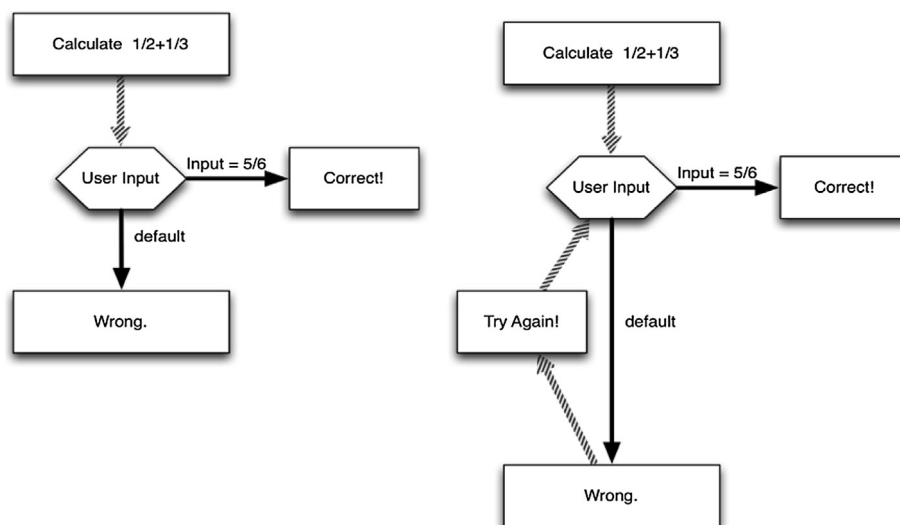 Calculate 1/2+1/3
User Input
Input = 5/6
Correct!
default
Wrong.
Calculate 1/2+1/3
User Input
Input = 5/6
Correct!
Try Again!
default
Wrong.